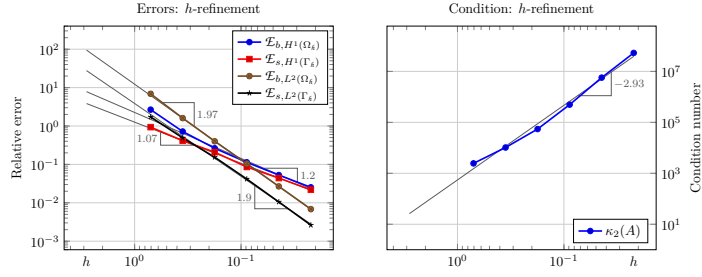 Errors: h-refinement
Condition: h-refinement
10²
10¹
10⁰
10⁻¹
10⁻²
10⁻³
Relative error
ℰ_{b,H¹(Ω_δ)}
ℰ_{s,H¹(Γ_δ)}
ℰ_{b,L²(Ω_δ)}
ℰ_{s,L²(Γ_δ)}
1.97
1.07
1.2
1.9
h
10⁰
10⁻¹
−2.93
κ₂(A)
10⁷
10⁵
10³
10¹
Condition number
10⁰
10⁻¹
h